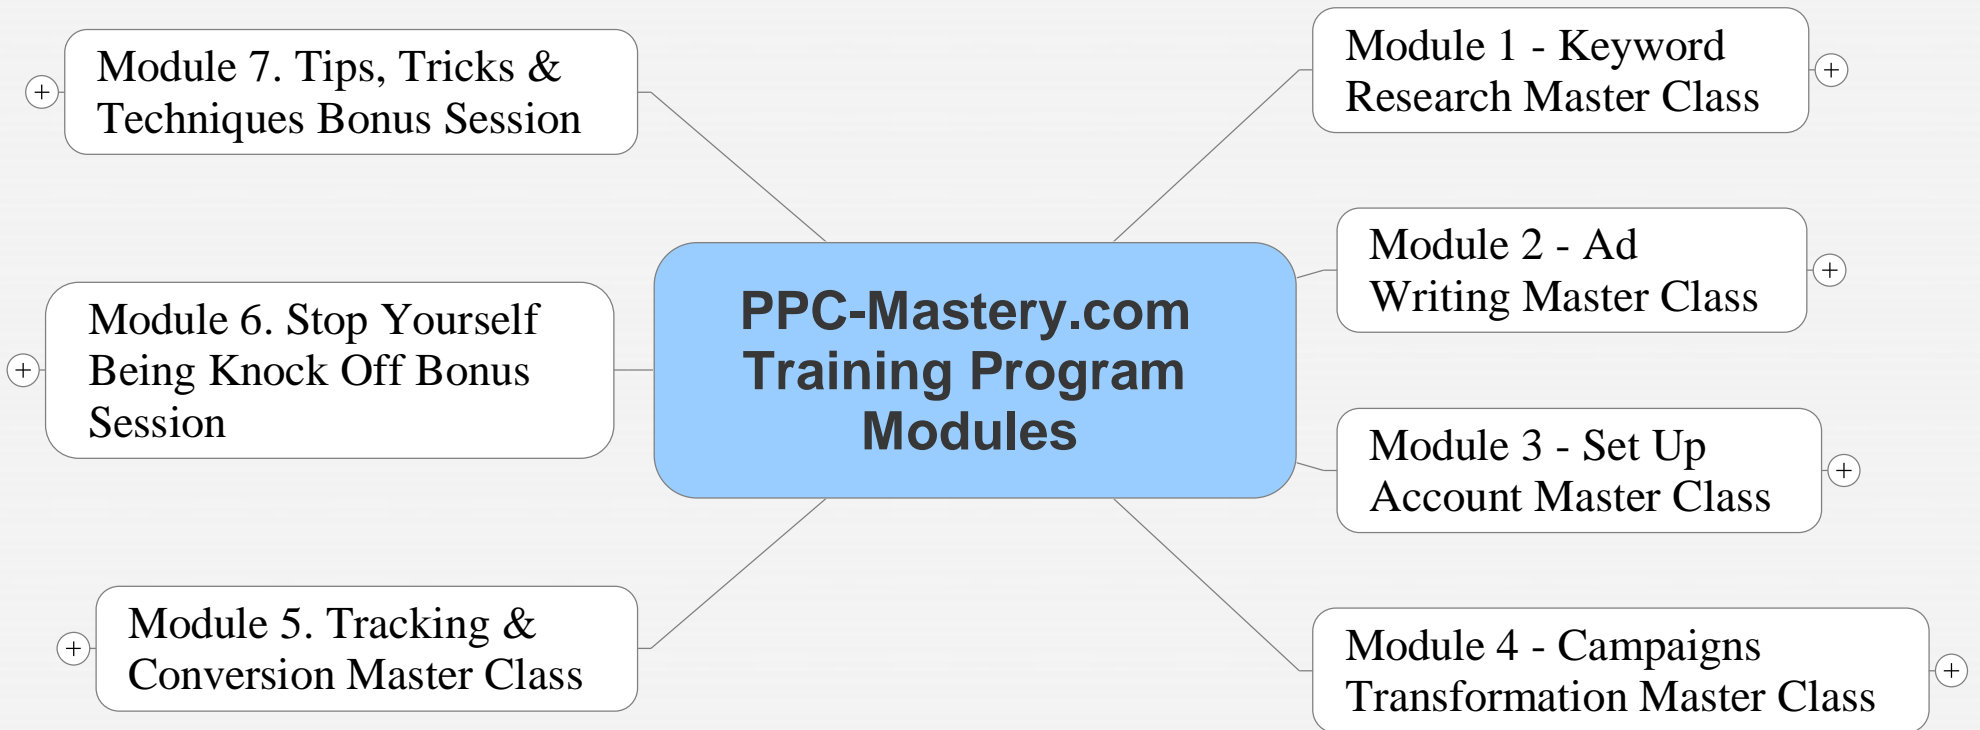 PPC-Mastery.com
Training Program
Modules
Module 1 - Keyword
Research Master Class
Module 2 - Ad
Writing Master Class
Module 3 - Set Up
Account Master Class
Module 4 - Campaigns
Transformation Master Class
Module 5. Tracking &
Conversion Master Class
Module 6. Stop Yourself
Being Knock Off Bonus
Session
Module 7. Tips, Tricks &
Techniques Bonus Session